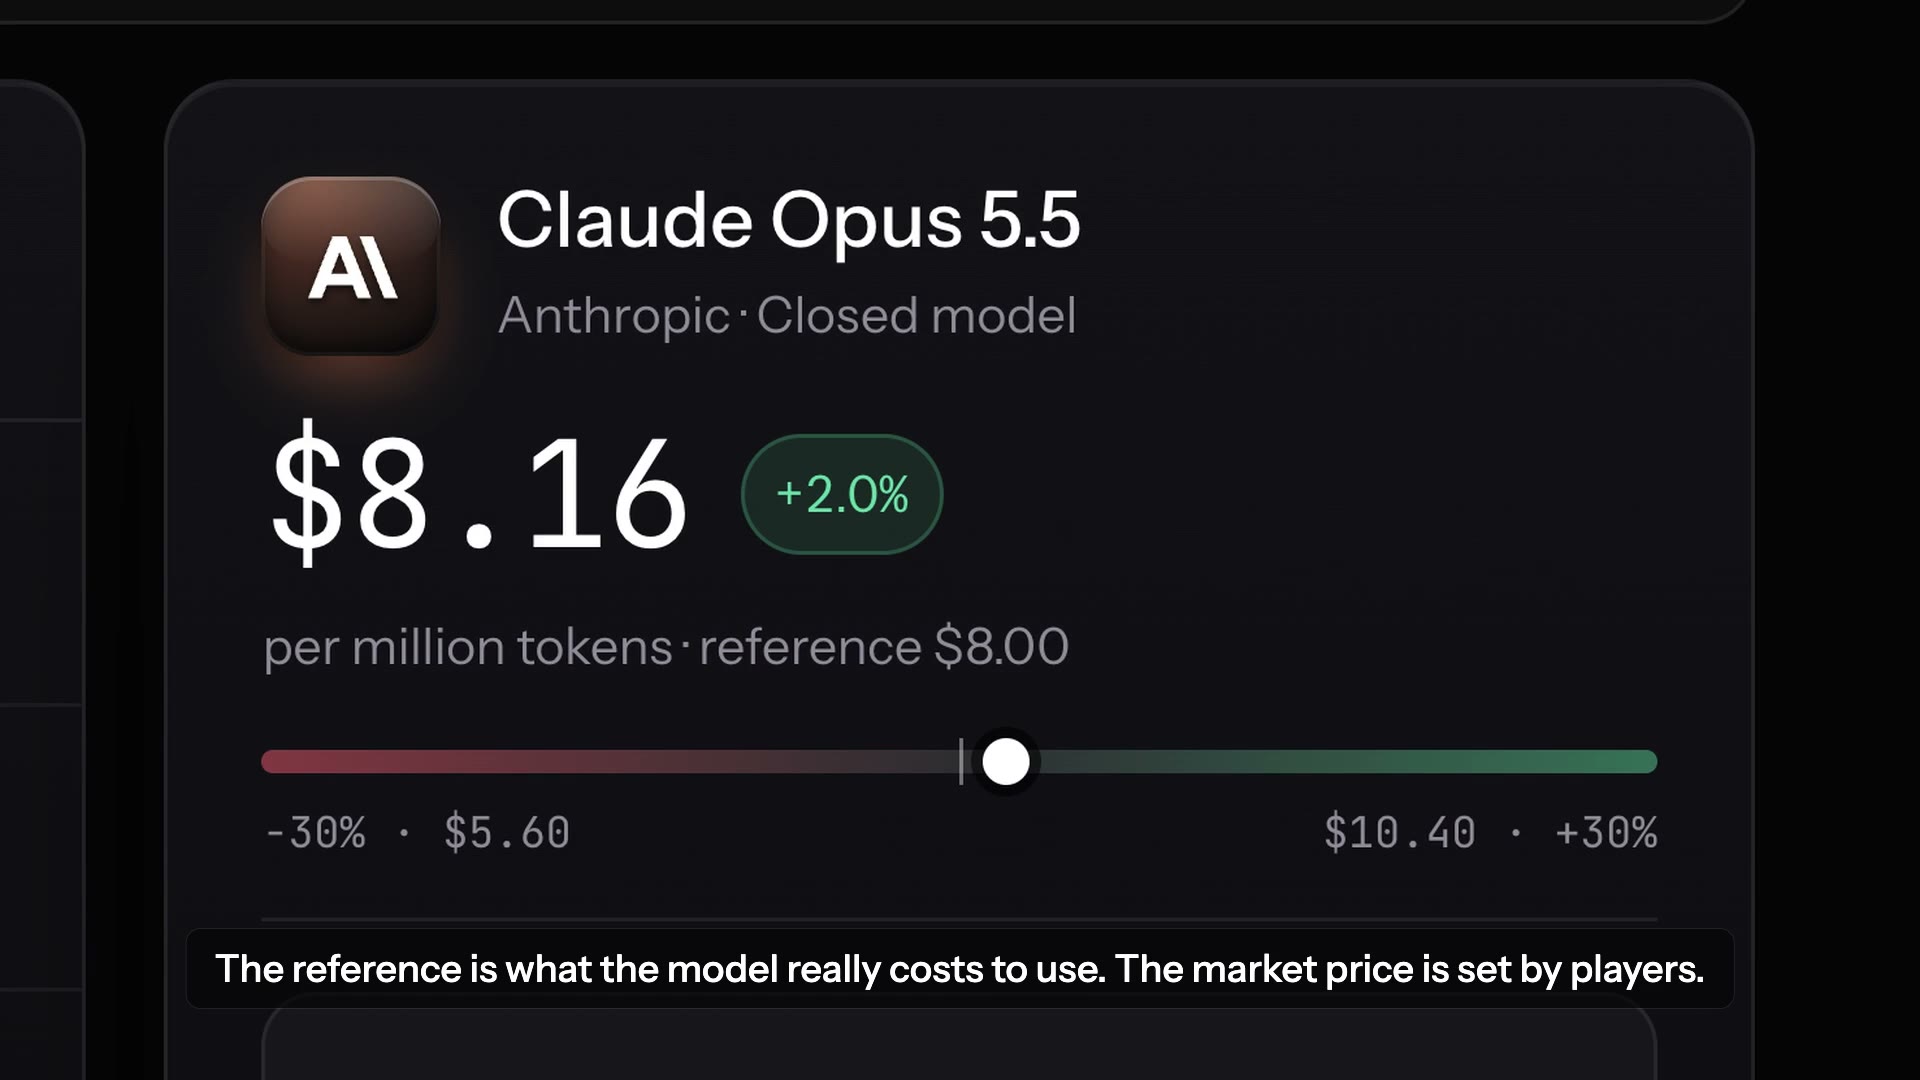 A\
Claude Opus 5.5
Anthropic · Closed model
$8.16 +2.0%
per million tokens · reference $8.00
-30% · $5.60 $10.40 · +30%
The reference is what the model really costs to use. The market price is set by players.